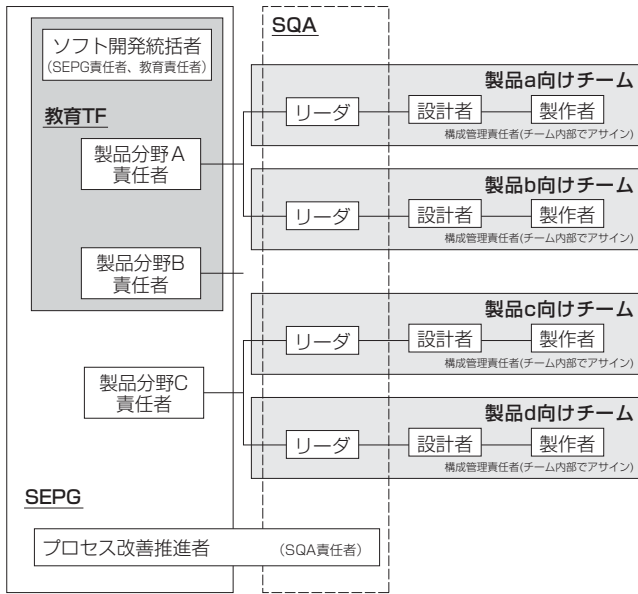 SQA
ソフト開発統括者
(SEPG責任者、教育責任者)
教育TF
製品分野A
責任者
製品a向けチーム
リーダ
設計者
製作者
構成管理責任者(チーム内部でアサイン)
製品b向けチーム
リーダ
設計者
製作者
構成管理責任者(チーム内部でアサイン)
製品分野B
責任者
製品c向けチーム
リーダ
設計者
製作者
構成管理責任者(チーム内部でアサイン)
製品分野C
責任者
製品d向けチーム
リーダ
設計者
製作者
構成管理責任者(チーム内部でアサイン)
SEPG
プロセス改善推進者 (SQA責任者)